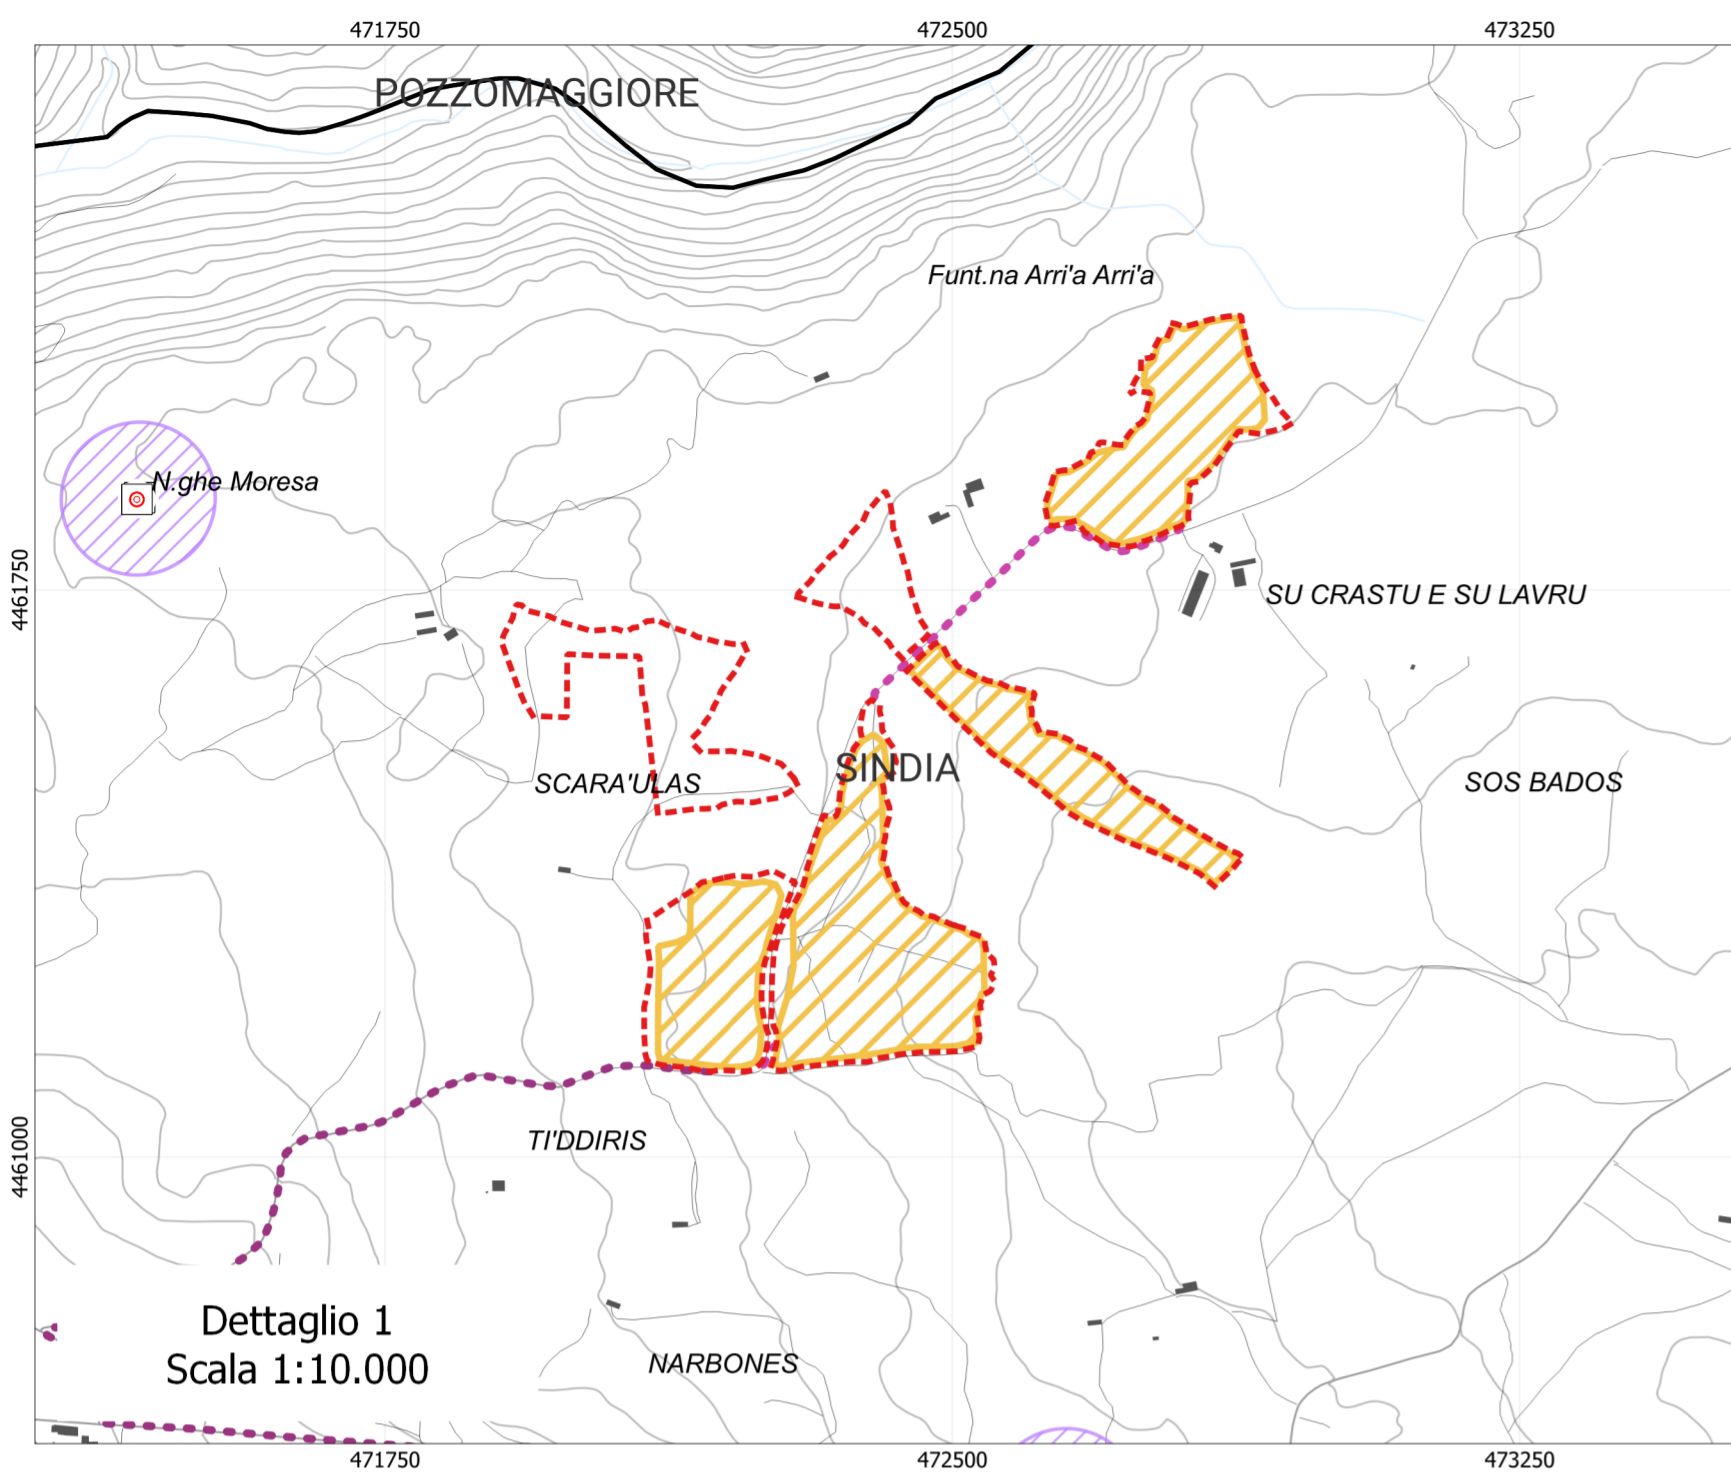 471750 472500 473250
POZZOMAGGIORE
Funt.na Arri'a Arri'a
N.ghe Moresa
4461750
SU CRASTU E SU LAVRU
SINDIA
SCARA'ULAS
SOS BADOS
TI'DDIRIS
4461000
Dettaglio 1
Scala 1:10.000
NARBONES
471750 472500 473250